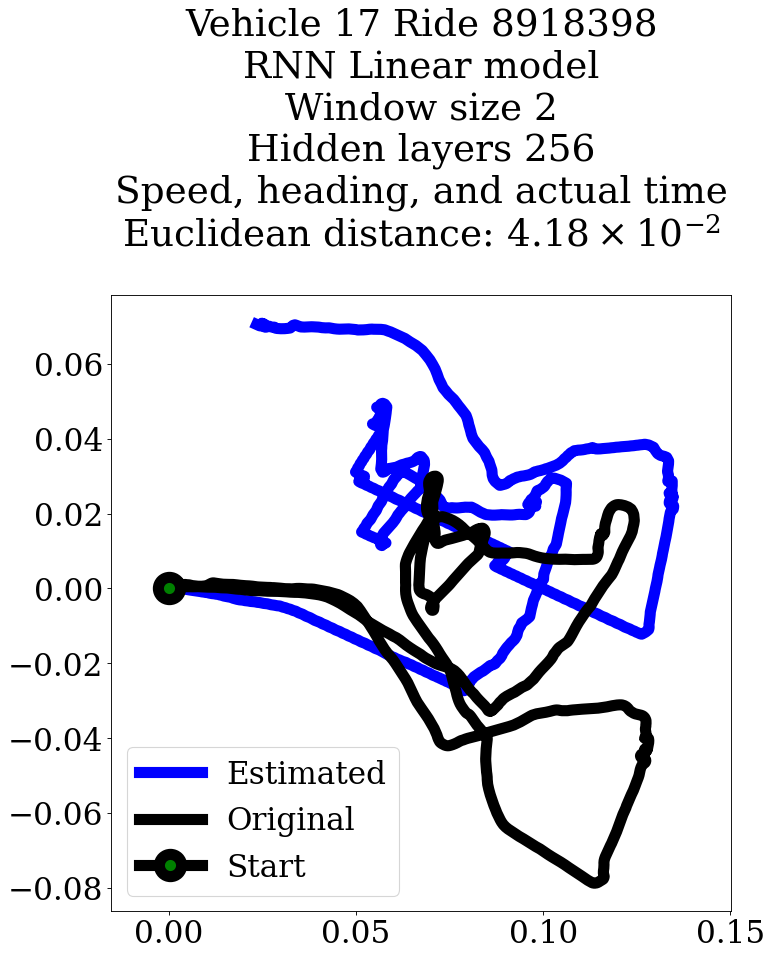 Vehicle 17 Ride 8918398
RNN Linear model
Window size 2
Hidden layers 256
Speed, heading, and actual time
Euclidean distance: 4.18 × 10⁻²
0.06
0.04
0.02
0.00
−0.02
−0.04
−0.06
−0.08
Estimated
Original
Start
0.00 0.05 0.10 0.15